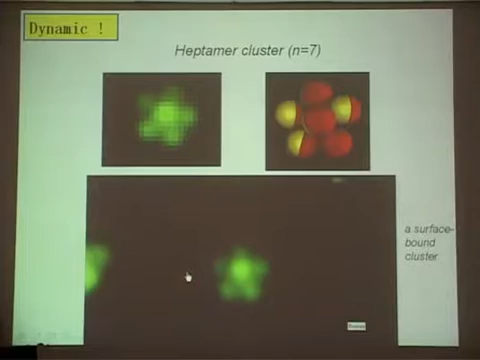 Dynamic !
Heptamer cluster (n=7)
a surface-
bound
cluster